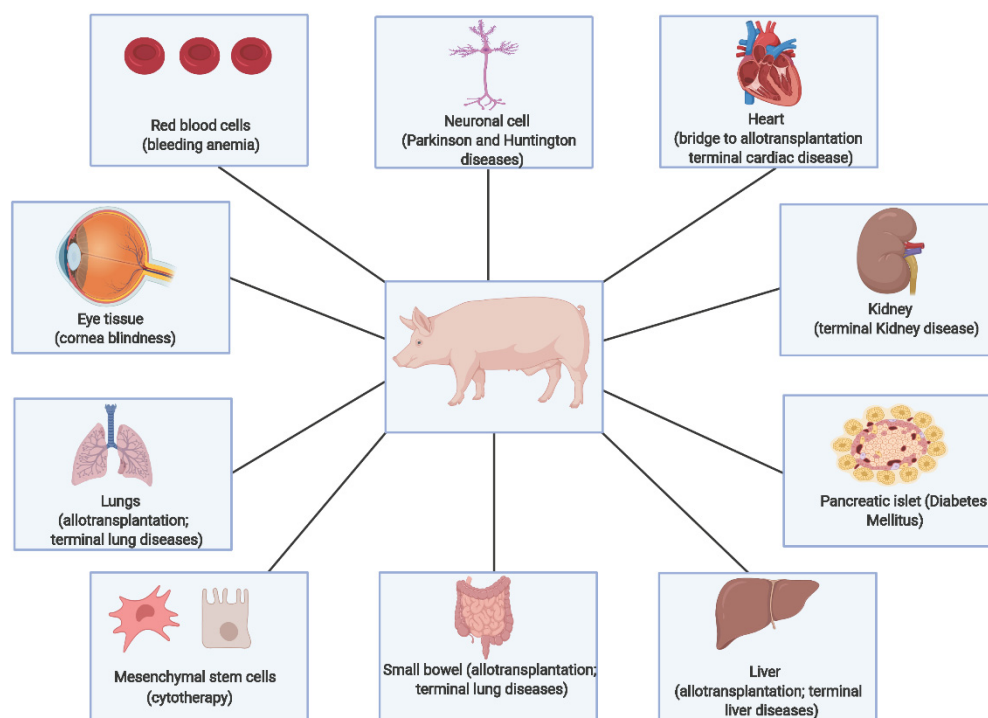 Red blood cells
(bleeding anemia)
Neuronal cell
(Parkinson and Huntington
diseases)
Heart
(bridge to allotransplantation
terminal cardiac disease)
Eye tissue
(cornea blindness)
Kidney
(terminal Kidney disease)
Lungs
(allotransplantation;
terminal lung diseases)
Pancreatic islet (Diabetes
Mellitus)
Mesenchymal stem cells
(cytotherapy)
Small bowel (allotransplantation;
terminal lung diseases)
Liver
(allotransplantation; terminal
liver diseases)